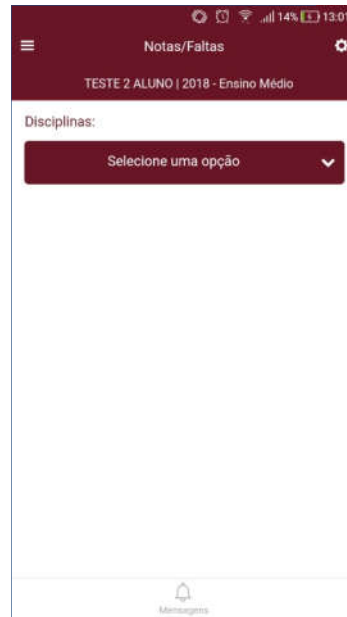 14% 13:01
Notas/Faltas
TESTE 2 ALUNO | 2018 - Ensino Médio
Disciplinas:
Selecione uma opção
Mensagens